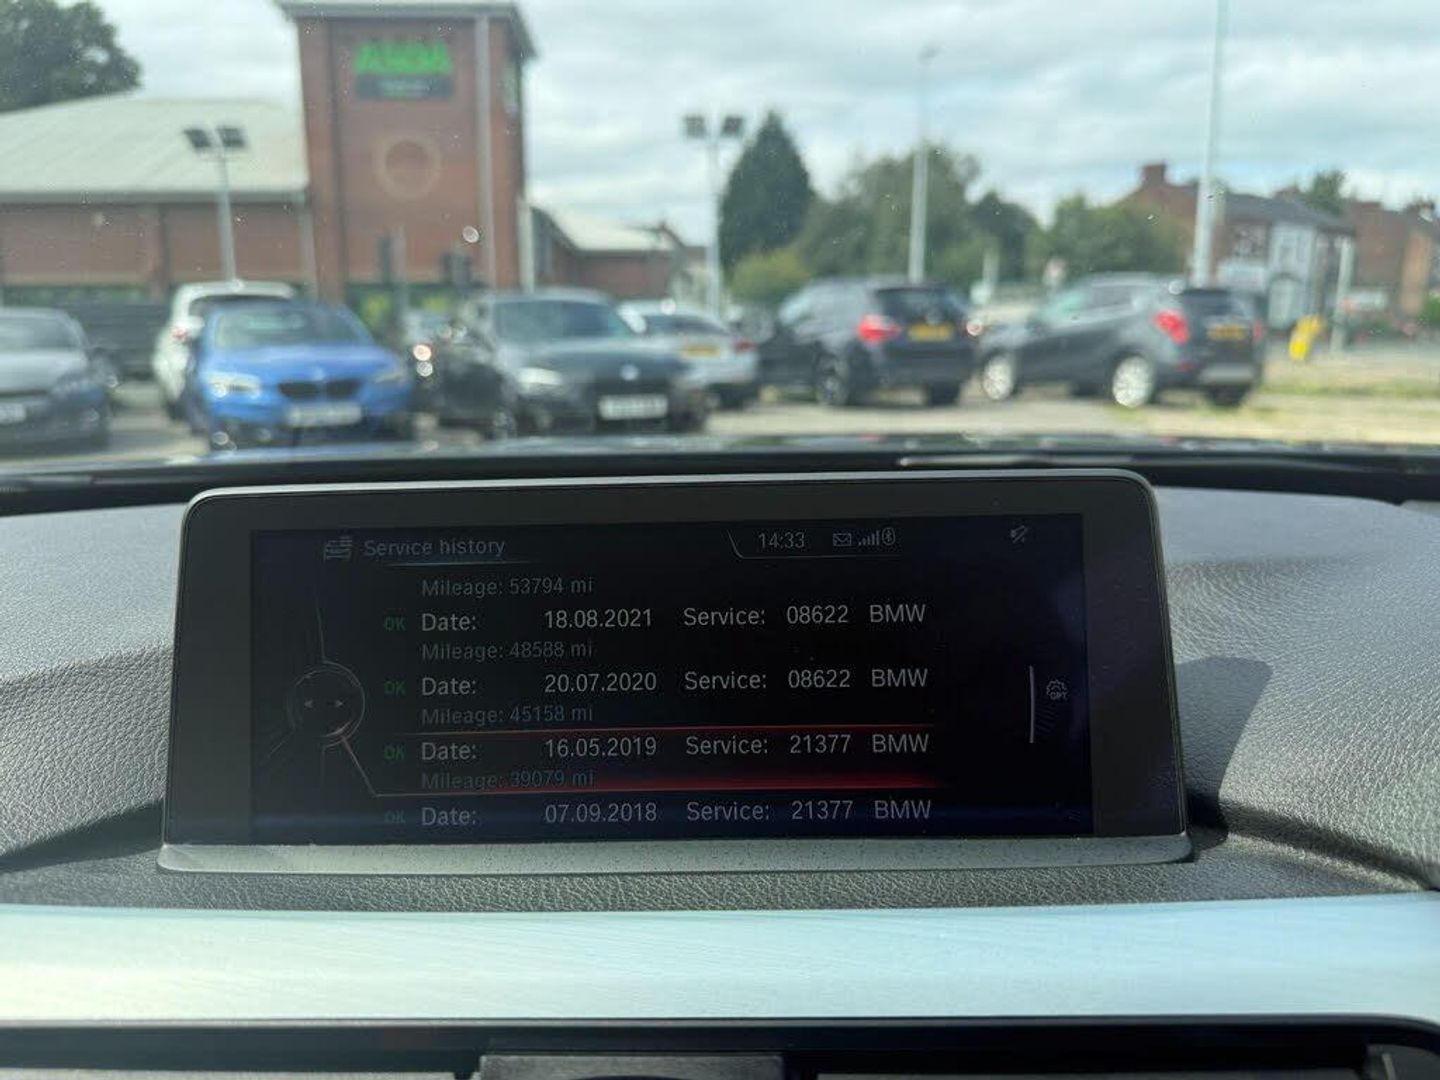 ASDA
Service history
14:33
Mileage: 53794 mi
OK Date: 18.08.2021 Service: 08622 BMW
Mileage: 48588 mi
OK Date: 20.07.2020 Service: 08622 BMW
Mileage: 45158 mi
OPT
OK Date: 16.05.2019 Service: 21377 BMW
Mileage: 39079 mi
OK Date: 07.09.2018 Service: 21377 BMW